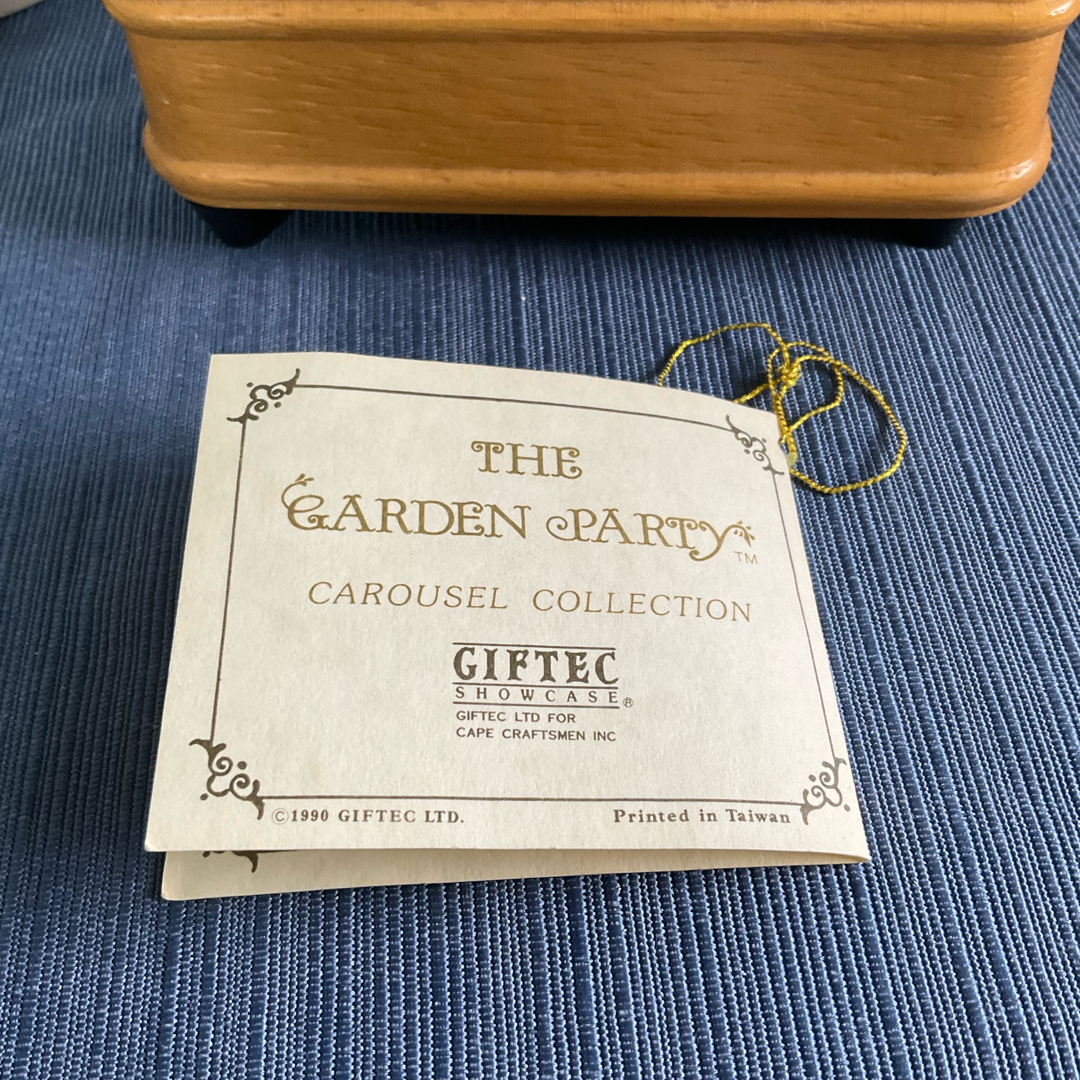 THE
GARDEN PARTY™
CAROUSEL COLLECTION
GIFTEC
SHOWCASE®
GIFTEC LTD FOR
CAPE CRAFTSMEN INC
©1990 GIFTEC LTD. Printed in Taiwan